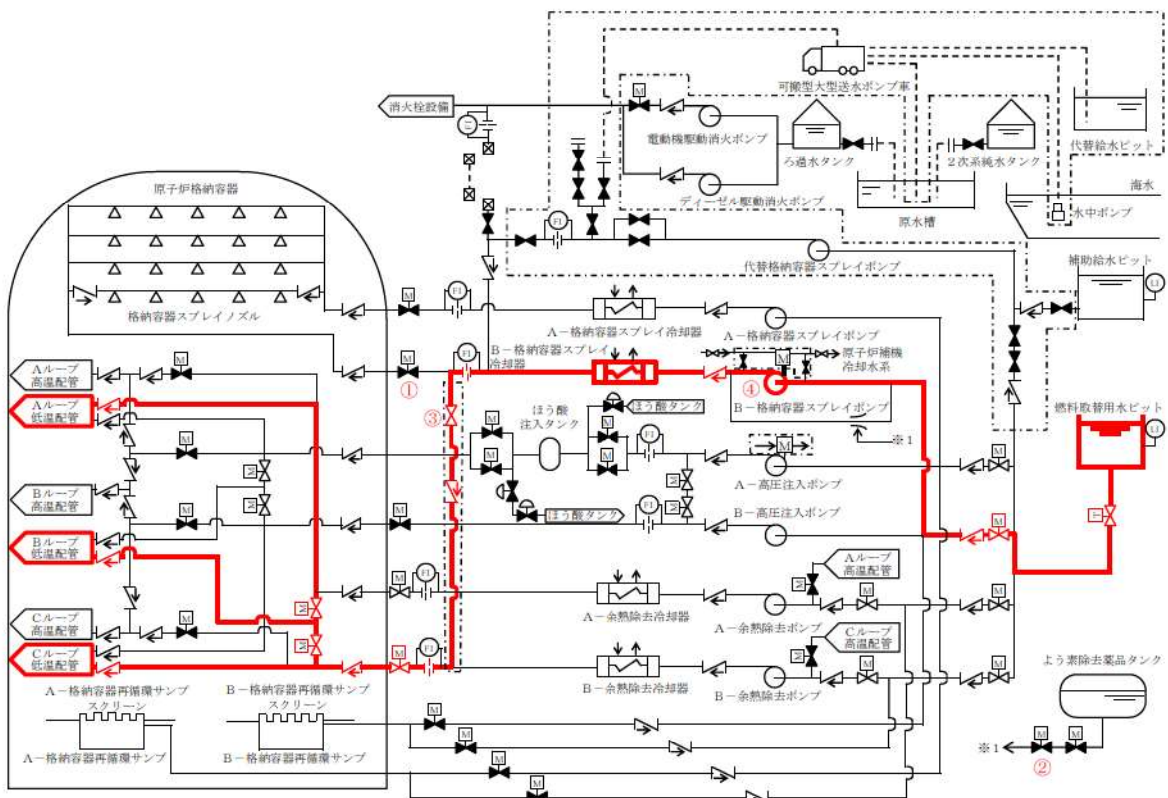 可搬型大型送水ポンプ車
消火栓設備
M
FI
電動機駆動消火ポンプ
ろ過水タンク
2次系純水タンク
代替給水ピット
原子炉格納容器
ディーゼル駆動消火ポンプ
原水槽
海水
水中ポンプ
FI
代替格納容器スプレイポンプ
補助給水ピット
LI
格納容器スプレイノズル
M
FI
A-格納容器スプレイ冷却器
A-格納容器スプレイポンプ
B-格納容器スプレイ
冷却器
M
原子炉補機
冷却水系
Aループ
高温配管
M
M
①
FI
④
B-格納容器スプレイポンプ
燃料取替用水ピット
LI
Aループ
低温配管
③
ほう酸
注入タンク
ほう酸タンク
※1
M
M
M
M
M
FI
M
M
A-高圧注入ポンプ
M
T
Bループ
高温配管
M
M
M
M
ほう酸タンク
FI
M
B-高圧注入ポンプ
M
Bループ
低温配管
Aループ
高温配管
M
M
FI
A-余熱除去冷却器
M
M
M
A-余熱除去ポンプ
Cループ
高温配管
M
M
Cループ
高温配管
Cループ
低温配管
M
FI
B-余熱除去冷却器
M
M
M
B-余熱除去ポンプ
よう素除去薬品タンク
A-格納容器再循環サンプ
スクリーン
B-格納容器再循環サンプ
スクリーン
M
M
A-格納容器再循環サンプ
B-格納容器再循環サンプ
※1
M
M
②
M
M